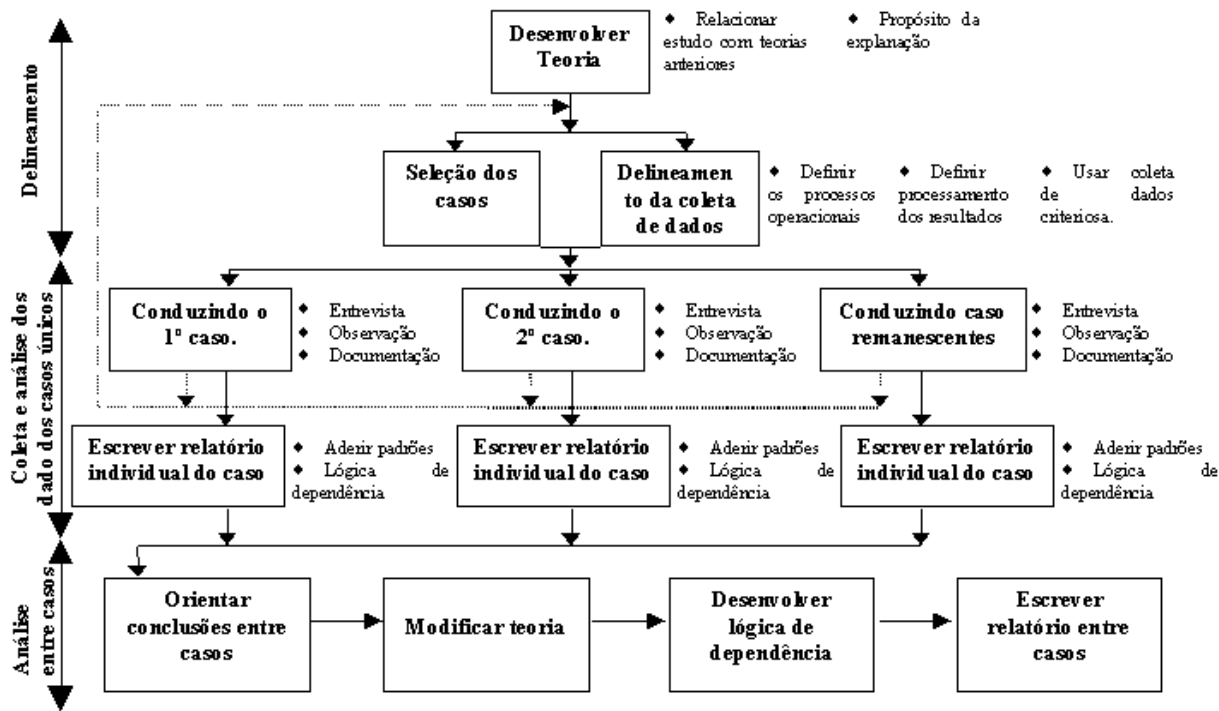 Delineamento
Desenvolver
Teoria
♦ Relacionar
estudo com teorias
anteriores
♦ Propósito da
explanação
Seleção dos
casos
Delineamen
to da coleta
de dados
♦ Definir
os processos
operacionais
♦ Definir
processamento
dos resultados
♦ Usar coleta
de dados
criteriosa.
Coleta e análise dos
dado dos casos únicos
Conduzindo o
1º caso.
♦ Entrevista
♦ Observação
♦ Documentação
Conduzindo o
2º caso.
♦ Entrevista
♦ Observação
♦ Documentação
Conduzindo caso
remanescentes
♦ Entrevista
♦ Observação
♦ Documentação
Escrever relatório
individual do caso
♦ Aderir padrões
♦ Lógica de
dependência
Escrever relatório
individual do caso
♦ Aderir padrões
♦ Lógica de
dependência
Escrever relatório
individual do caso
♦ Aderir padrões
♦ Lógica de
dependência
Análise
entre casos
Orientar
conclusões entre
casos
Modificar teoria
Desenvolver
lógica de
dependência
Escrever
relatório entre
casos